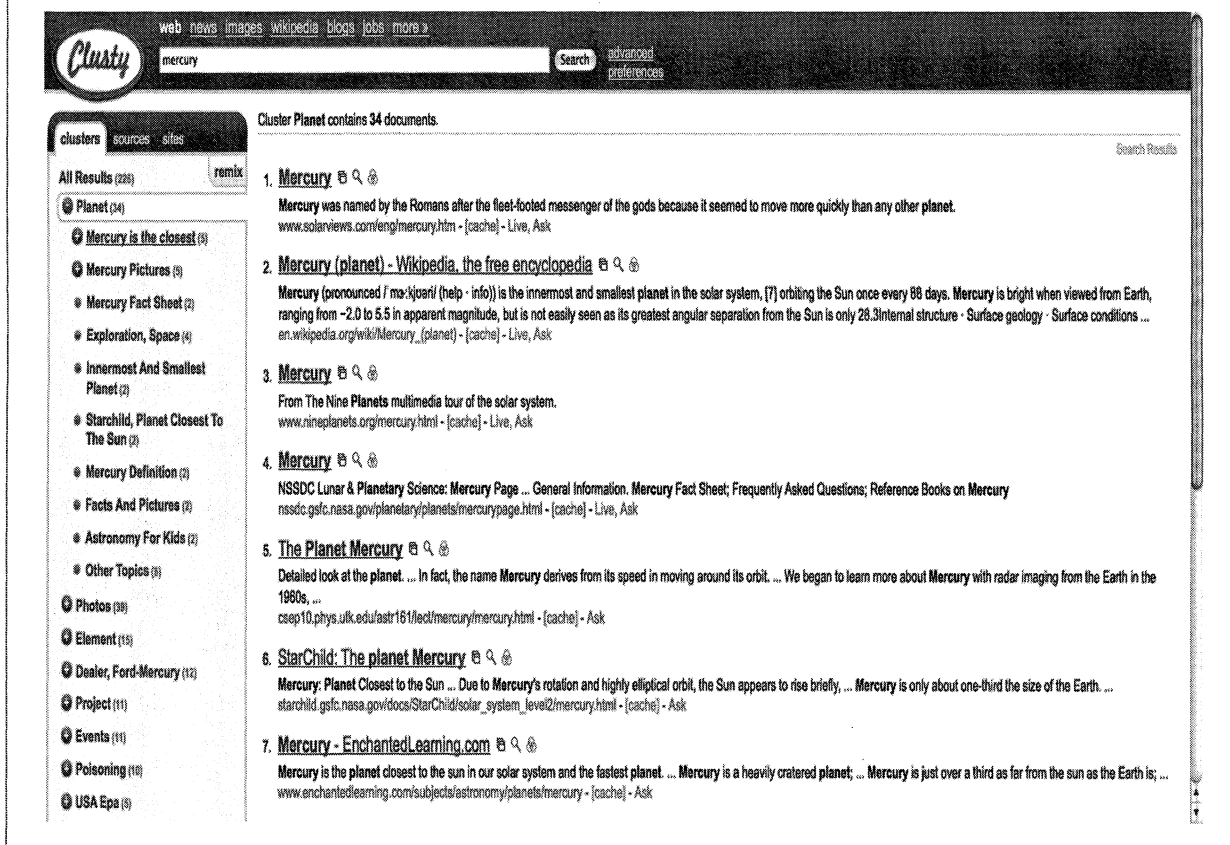 web news images wikipedia blogs jobs more »
Clusty
mercury
Search
advanced
preferences
clusters sources sites
remix
All Results (226)
Planet (34)
Mercury is the closest (5)
Mercury Pictures (5)
Mercury Fact Sheet (2)
Exploration, Space (4)
Innermost And Smallest
Planet (2)
Starchild, Planet Closest To
The Sun (2)
Mercury Definition (2)
Facts And Pictures (2)
Astronomy For Kids (2)
Other Topics (8)
Photos (38)
Element (15)
Dealer, Ford-Mercury (12)
Project (11)
Events (11)
Poisoning (10)
USA Epa (8)
Cluster Planet contains 34 documents.
Search Results
1. Mercury
Mercury was named by the Romans after the fleet-footed messenger of the gods because it seemed to move more quickly than any other planet.
www.solarviews.com/eng/mercury.htm - [cache] - Live, Ask
2. Mercury (planet) - Wikipedia, the free encyclopedia
Mercury (pronounced /ˈmɜːkjʊəri/ (help · info)) is the innermost and smallest planet in the solar system, [7] orbiting the Sun once every 88 days. Mercury is bright when viewed from Earth,
ranging from −2.0 to 5.5 in apparent magnitude, but is not easily seen as its greatest angular separation from the Sun is only 28.3Internal structure · Surface geology · Surface conditions ...
en.wikipedia.org/wiki/Mercury_(planet) - [cache] - Live, Ask
3. Mercury
From The Nine Planets multimedia tour of the solar system.
www.nineplanets.org/mercury.html - [cache] - Live, Ask
4. Mercury
NSSDC Lunar & Planetary Science: Mercury Page ... General Information. Mercury Fact Sheet; Frequently Asked Questions; Reference Books on Mercury
nssdc.gsfc.nasa.gov/planetary/planets/mercurypage.html - [cache] - Live, Ask
5. The Planet Mercury
Detailed look at the planet. ... In fact, the name Mercury derives from its speed in moving around its orbit. ... We began to learn more about Mercury with radar imaging from the Earth in the
1960s, ...
csep10.phys.utk.edu/astr161/lect/mercury/mercury.html - [cache] - Ask
6. StarChild: The planet Mercury
Mercury: Planet Closest to the Sun ... Due to Mercury's rotation and highly elliptical orbit, the Sun appears to rise briefly, ... Mercury is only about one-third the size of the Earth. ...
starchild.gsfc.nasa.gov/docs/StarChild/solar_system_level2/mercury.html - [cache] - Ask
7. Mercury - EnchantedLearning.com
Mercury is the planet closest to the sun in our solar system and the fastest planet. ... Mercury is a heavily cratered planet; ... Mercury is just over a third as far from the sun as the Earth is; ...
www.enchantedlearning.com/subjects/astronomy/planets/mercury - [cache] - Ask